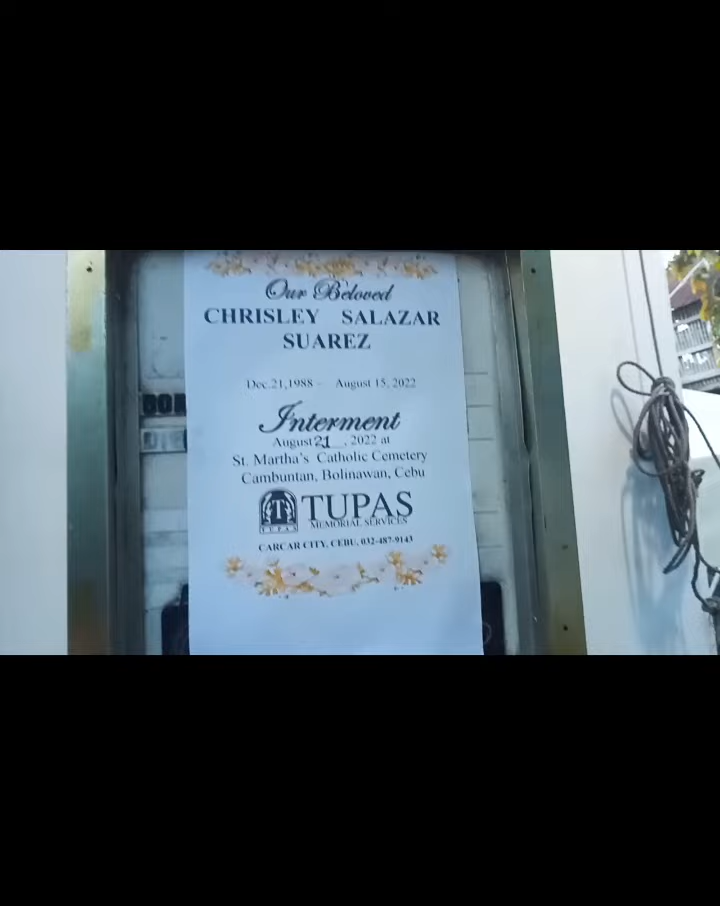 Our Beloved
CHRISLEY SALAZAR
SUAREZ
Dec.21,1988 – August 15, 2022
Interment
August 21 , 2022 at
St. Martha's Catholic Cemetery
Cambuntan, Bolinawan, Cebu
T
TUPAS
TUPAS
MEMORIAL SERVICES
CARCAR CITY, CEBU, 032-487-9143